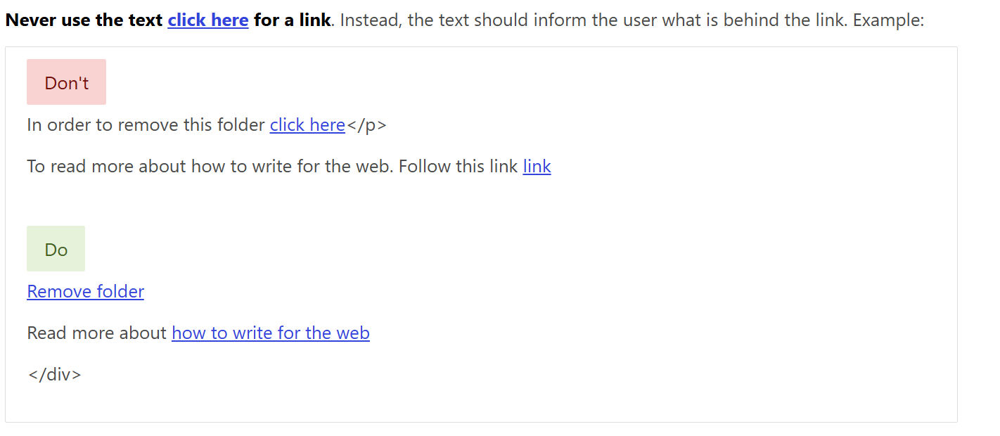 Never use the text click here for a link. Instead, the text should inform the user what is behind the link. Example:
Don't
In order to remove this folder click here</p>
To read more about how to write for the web. Follow this link link
Do
Remove folder
Read more about how to write for the web
</div>